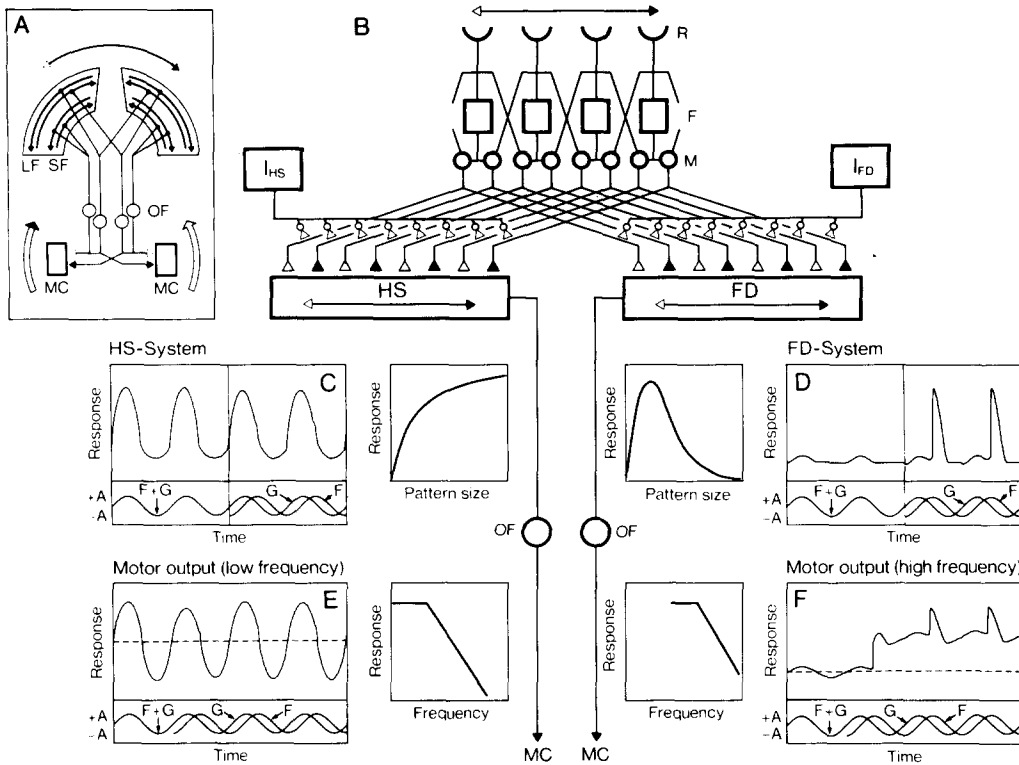 A
LF SF
OF
MC MC
B
R
F
M
I_HS
I_FD
HS
FD
HS-System
C
Response
F+G G F
+A
-A
Time
Response
Pattern size
Response
Pattern size
FD-System
D
Response
F+G G F
+A
-A
Time
OF OF
Motor output (low frequency)
E
Response
F+G G F
+A
-A
Time
Response
Frequency
Response
Frequency
Motor output (high frequency)
F
Response
F+G G F
+A
-A
Time
MC MC